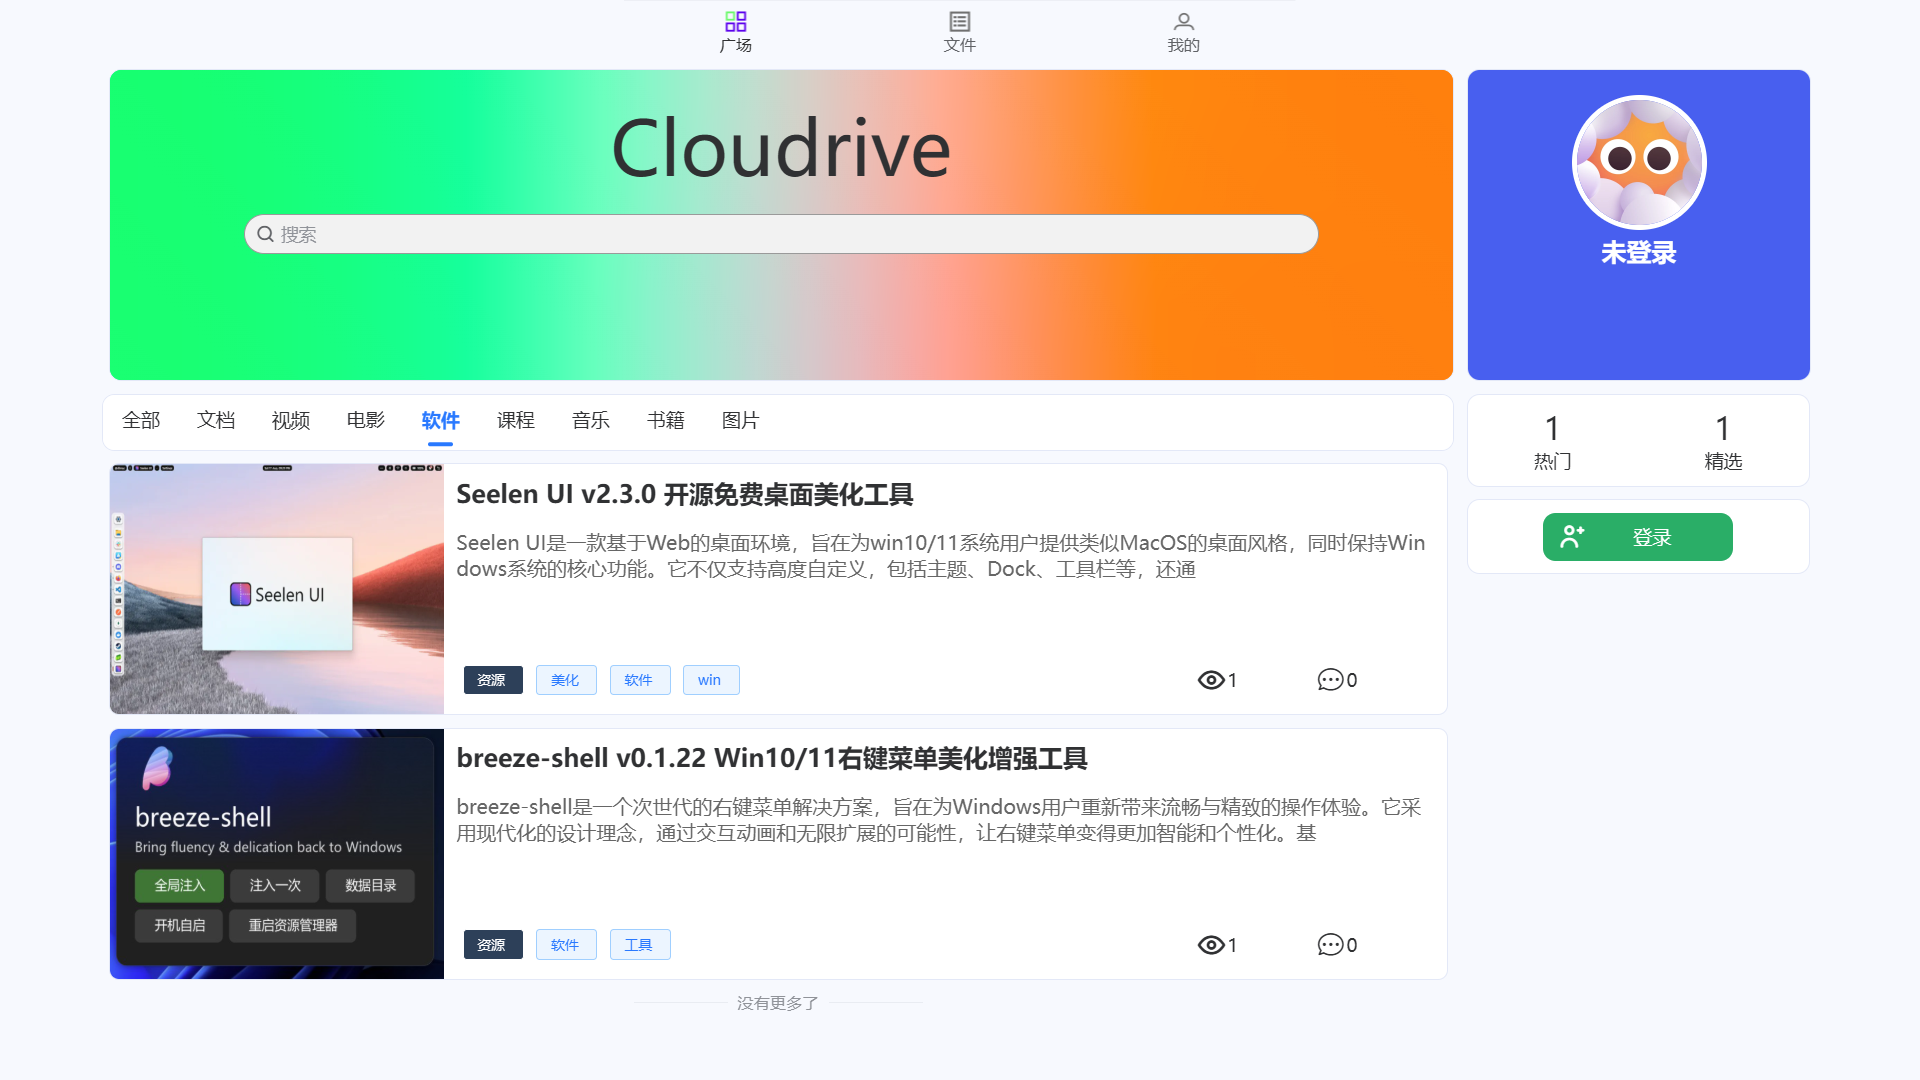 广场
文件
我的
Cloudrive
搜索
未登录
全部
文档
视频
电影
软件
课程
音乐
书籍
图片
1
热门
1
精选
登录
Seelen UI
Seelen UI v2.3.0 开源免费桌面美化工具
Seelen UI是一款基于Web的桌面环境，旨在为win10/11系统用户提供类似MacOS的桌面风格，同时保持Win
dows系统的核心功能。它不仅支持高度自定义，包括主题、Dock、工具栏等，还通
资源
美化
软件
win
1
0
breeze-shell
Bring fluency & delication back to Windows
全局注入
注入一次
数据目录
开机自启
重启资源管理器
breeze-shell v0.1.22 Win10/11右键菜单美化增强工具
breeze-shell是一个次世代的右键菜单解决方案，旨在为Windows用户重新带来流畅与精致的操作体验。它采
用现代化的设计理念，通过交互动画和无限扩展的可能性，让右键菜单变得更加智能和个性化。基
资源
软件
工具
1
0
没有更多了